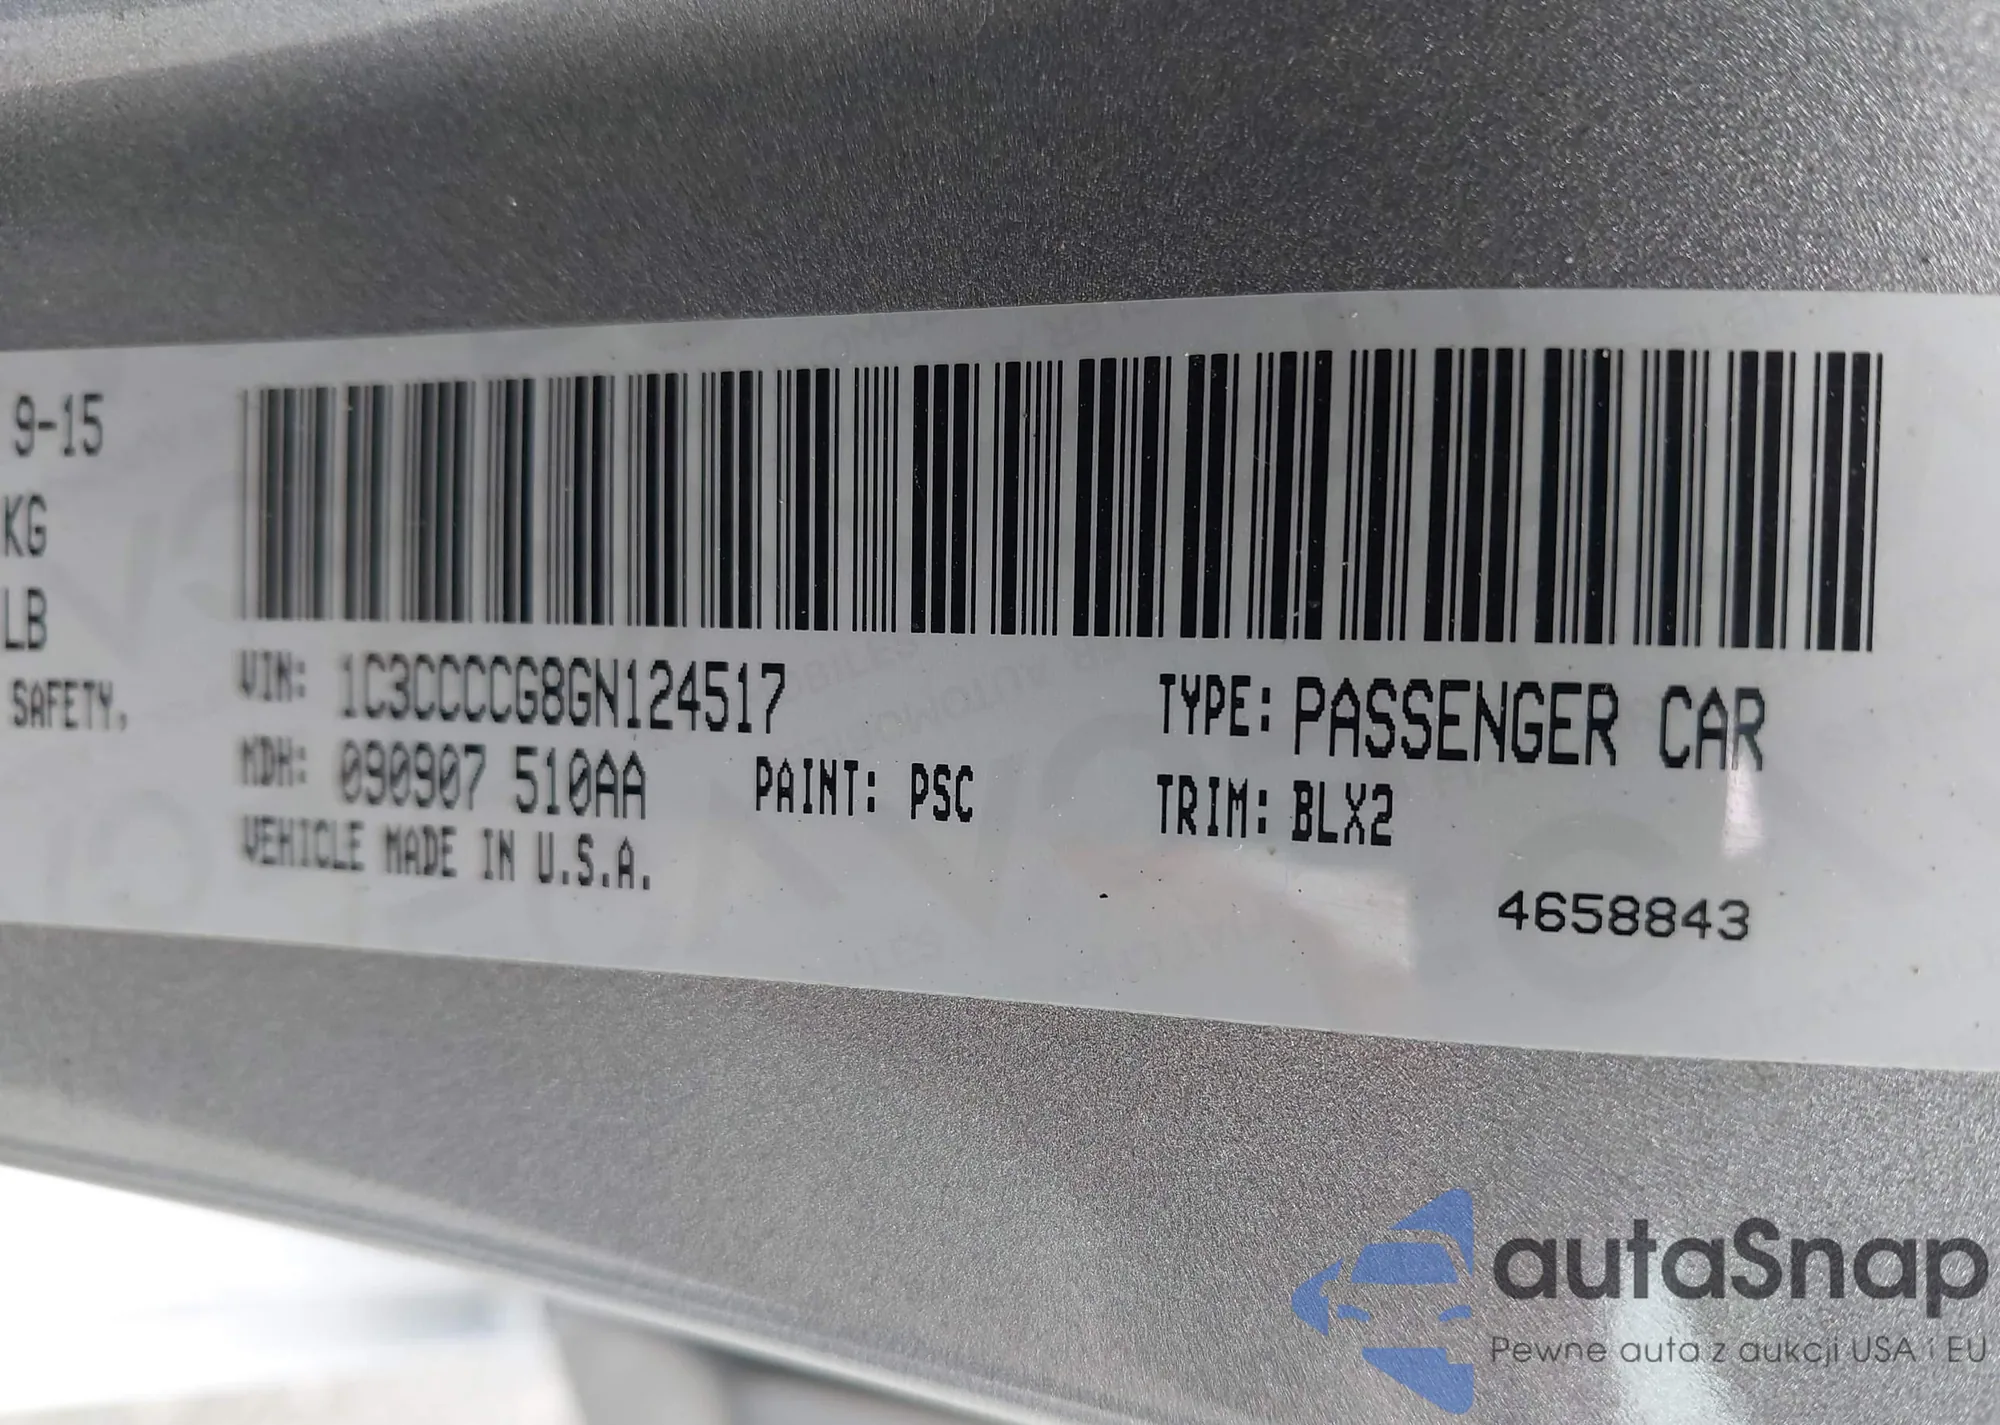 9-15
KG
LB
SAFETY,
VIN: 1C3CCCCG8GN124517
TYPE: PASSENGER CAR
MDH: 090907 510AA
PAINT: PSC
TRIM: BLX2
VEHICLE MADE IN U.S.A.
4658843
autaSnap
Pewne auta z aukcji USA i EU